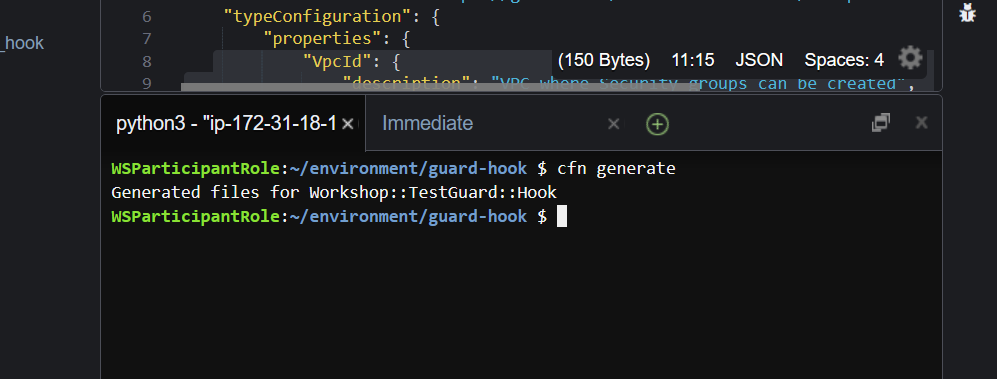 _hook
6 "typeConfiguration": {
7 "properties": {
8 "VpcId": {
(150 Bytes) 11:15 JSON Spaces: 4
9 "description": "VPC where Security groups can be created",
python3 - "ip-172-31-18-1
Immediate
WSParticipantRole:~/environment/guard-hook $ cfn generate
Generated files for Workshop::TestGuard::Hook
WSParticipantRole:~/environment/guard-hook $